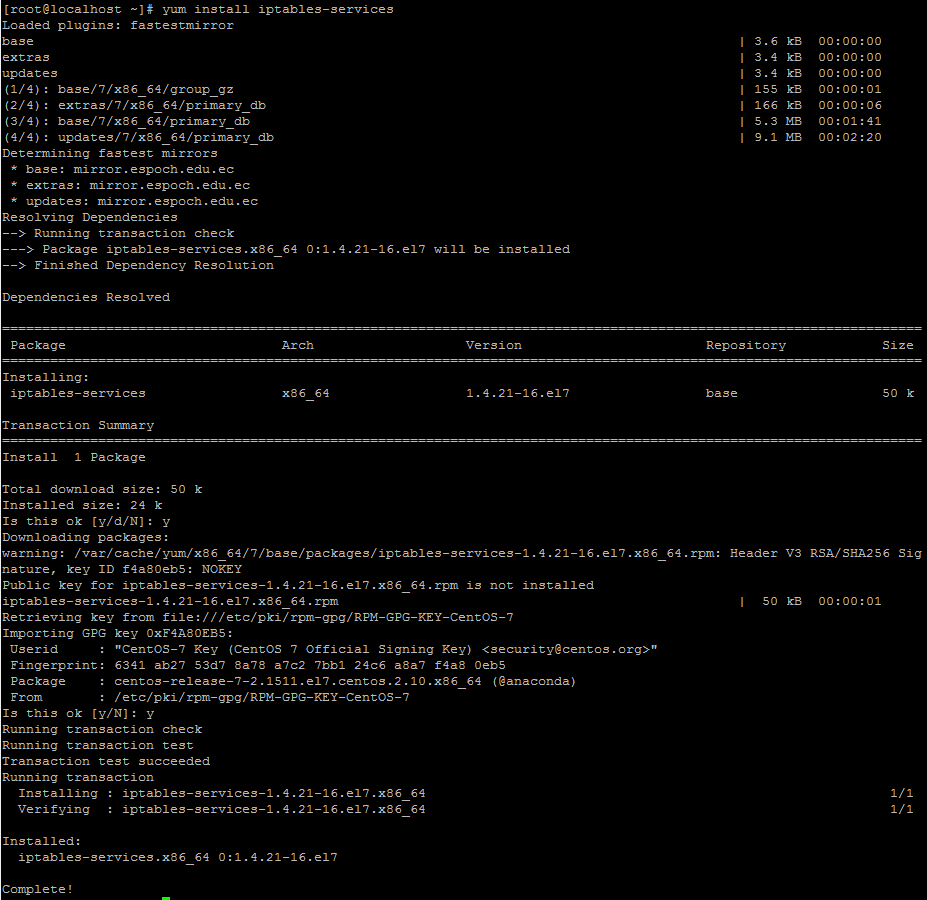 [root@localhost ~]# yum install iptables-services
Loaded plugins: fastestmirror
base | 3.6 kB 00:00:00
extras | 3.4 kB 00:00:00
updates | 3.4 kB 00:00:00
(1/4): base/7/x86_64/group_gz | 155 kB 00:00:01
(2/4): extras/7/x86_64/primary_db | 166 kB 00:00:06
(3/4): base/7/x86_64/primary_db | 5.3 MB 00:01:41
(4/4): updates/7/x86_64/primary_db | 9.1 MB 00:02:20
Determining fastest mirrors
 * base: mirror.espoch.edu.ec
 * extras: mirror.espoch.edu.ec
 * updates: mirror.espoch.edu.ec
Resolving Dependencies
--> Running transaction check
---> Package iptables-services.x86_64 0:1.4.21-16.el7 will be installed
--> Finished Dependency Resolution
Dependencies Resolved
================================================================================
 Package Arch Version Repository Size
================================================================================
Installing:
 iptables-services x86_64 1.4.21-16.el7 base 50 k
Transaction Summary
================================================================================
Install 1 Package
Total download size: 50 k
Installed size: 24 k
Is this ok [y/d/N]: y
Downloading packages:
warning: /var/cache/yum/x86_64/7/base/packages/iptables-services-1.4.21-16.el7.x86_64.rpm: Header V3 RSA/SHA256 Sig
nature, key ID f4a80eb5: NOKEY
Public key for iptables-services-1.4.21-16.el7.x86_64.rpm is not installed
iptables-services-1.4.21-16.el7.x86_64.rpm | 50 kB 00:00:01
Retrieving key from file:///etc/pki/rpm-gpg/RPM-GPG-KEY-CentOS-7
Importing GPG key 0xF4A80EB5:
 Userid : "CentOS-7 Key (CentOS 7 Official Signing Key) <security@centos.org>"
 Fingerprint: 6341 ab27 53d7 8a78 a7c2 7bb1 24c6 a8a7 f4a8 0eb5
 Package : centos-release-7-2.1511.el7.centos.2.10.x86_64 (@anaconda)
 From : /etc/pki/rpm-gpg/RPM-GPG-KEY-CentOS-7
Is this ok [y/N]: y
Running transaction check
Running transaction test
Transaction test succeeded
Running transaction
 Installing : iptables-services-1.4.21-16.el7.x86_64 1/1
 Verifying : iptables-services-1.4.21-16.el7.x86_64 1/1
Installed:
 iptables-services.x86_64 0:1.4.21-16.el7
Complete!